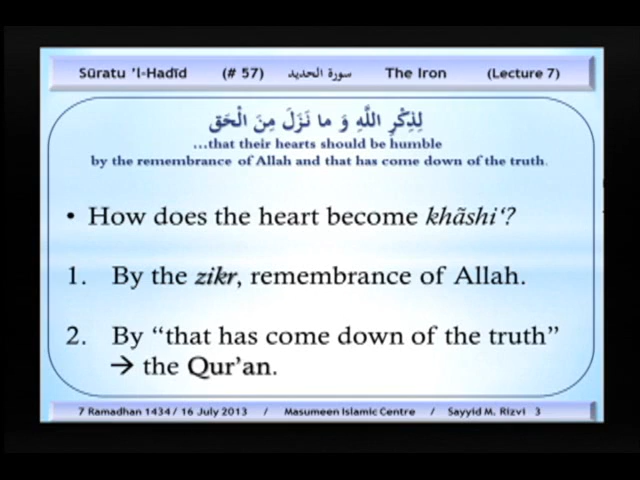 Sūratu ’l-Hadīd (# 57) سورة الحديد The Iron (Lecture 7)
لِذِكْرِ اللَّهِ وَ ما نَزَلَ مِنَ الْحَق
…that their hearts should be humble
by the remembrance of Allah and that has come down of the truth.
• How does the heart become khãshi‘?
1. By the zikr, remembrance of Allah.
2. By “that has come down of the truth”
→ the Qur’an.
7 Ramadhan 1434 / 16 July 2013 / Masumeen Islamic Centre / Sayyid M. Rizvi 3